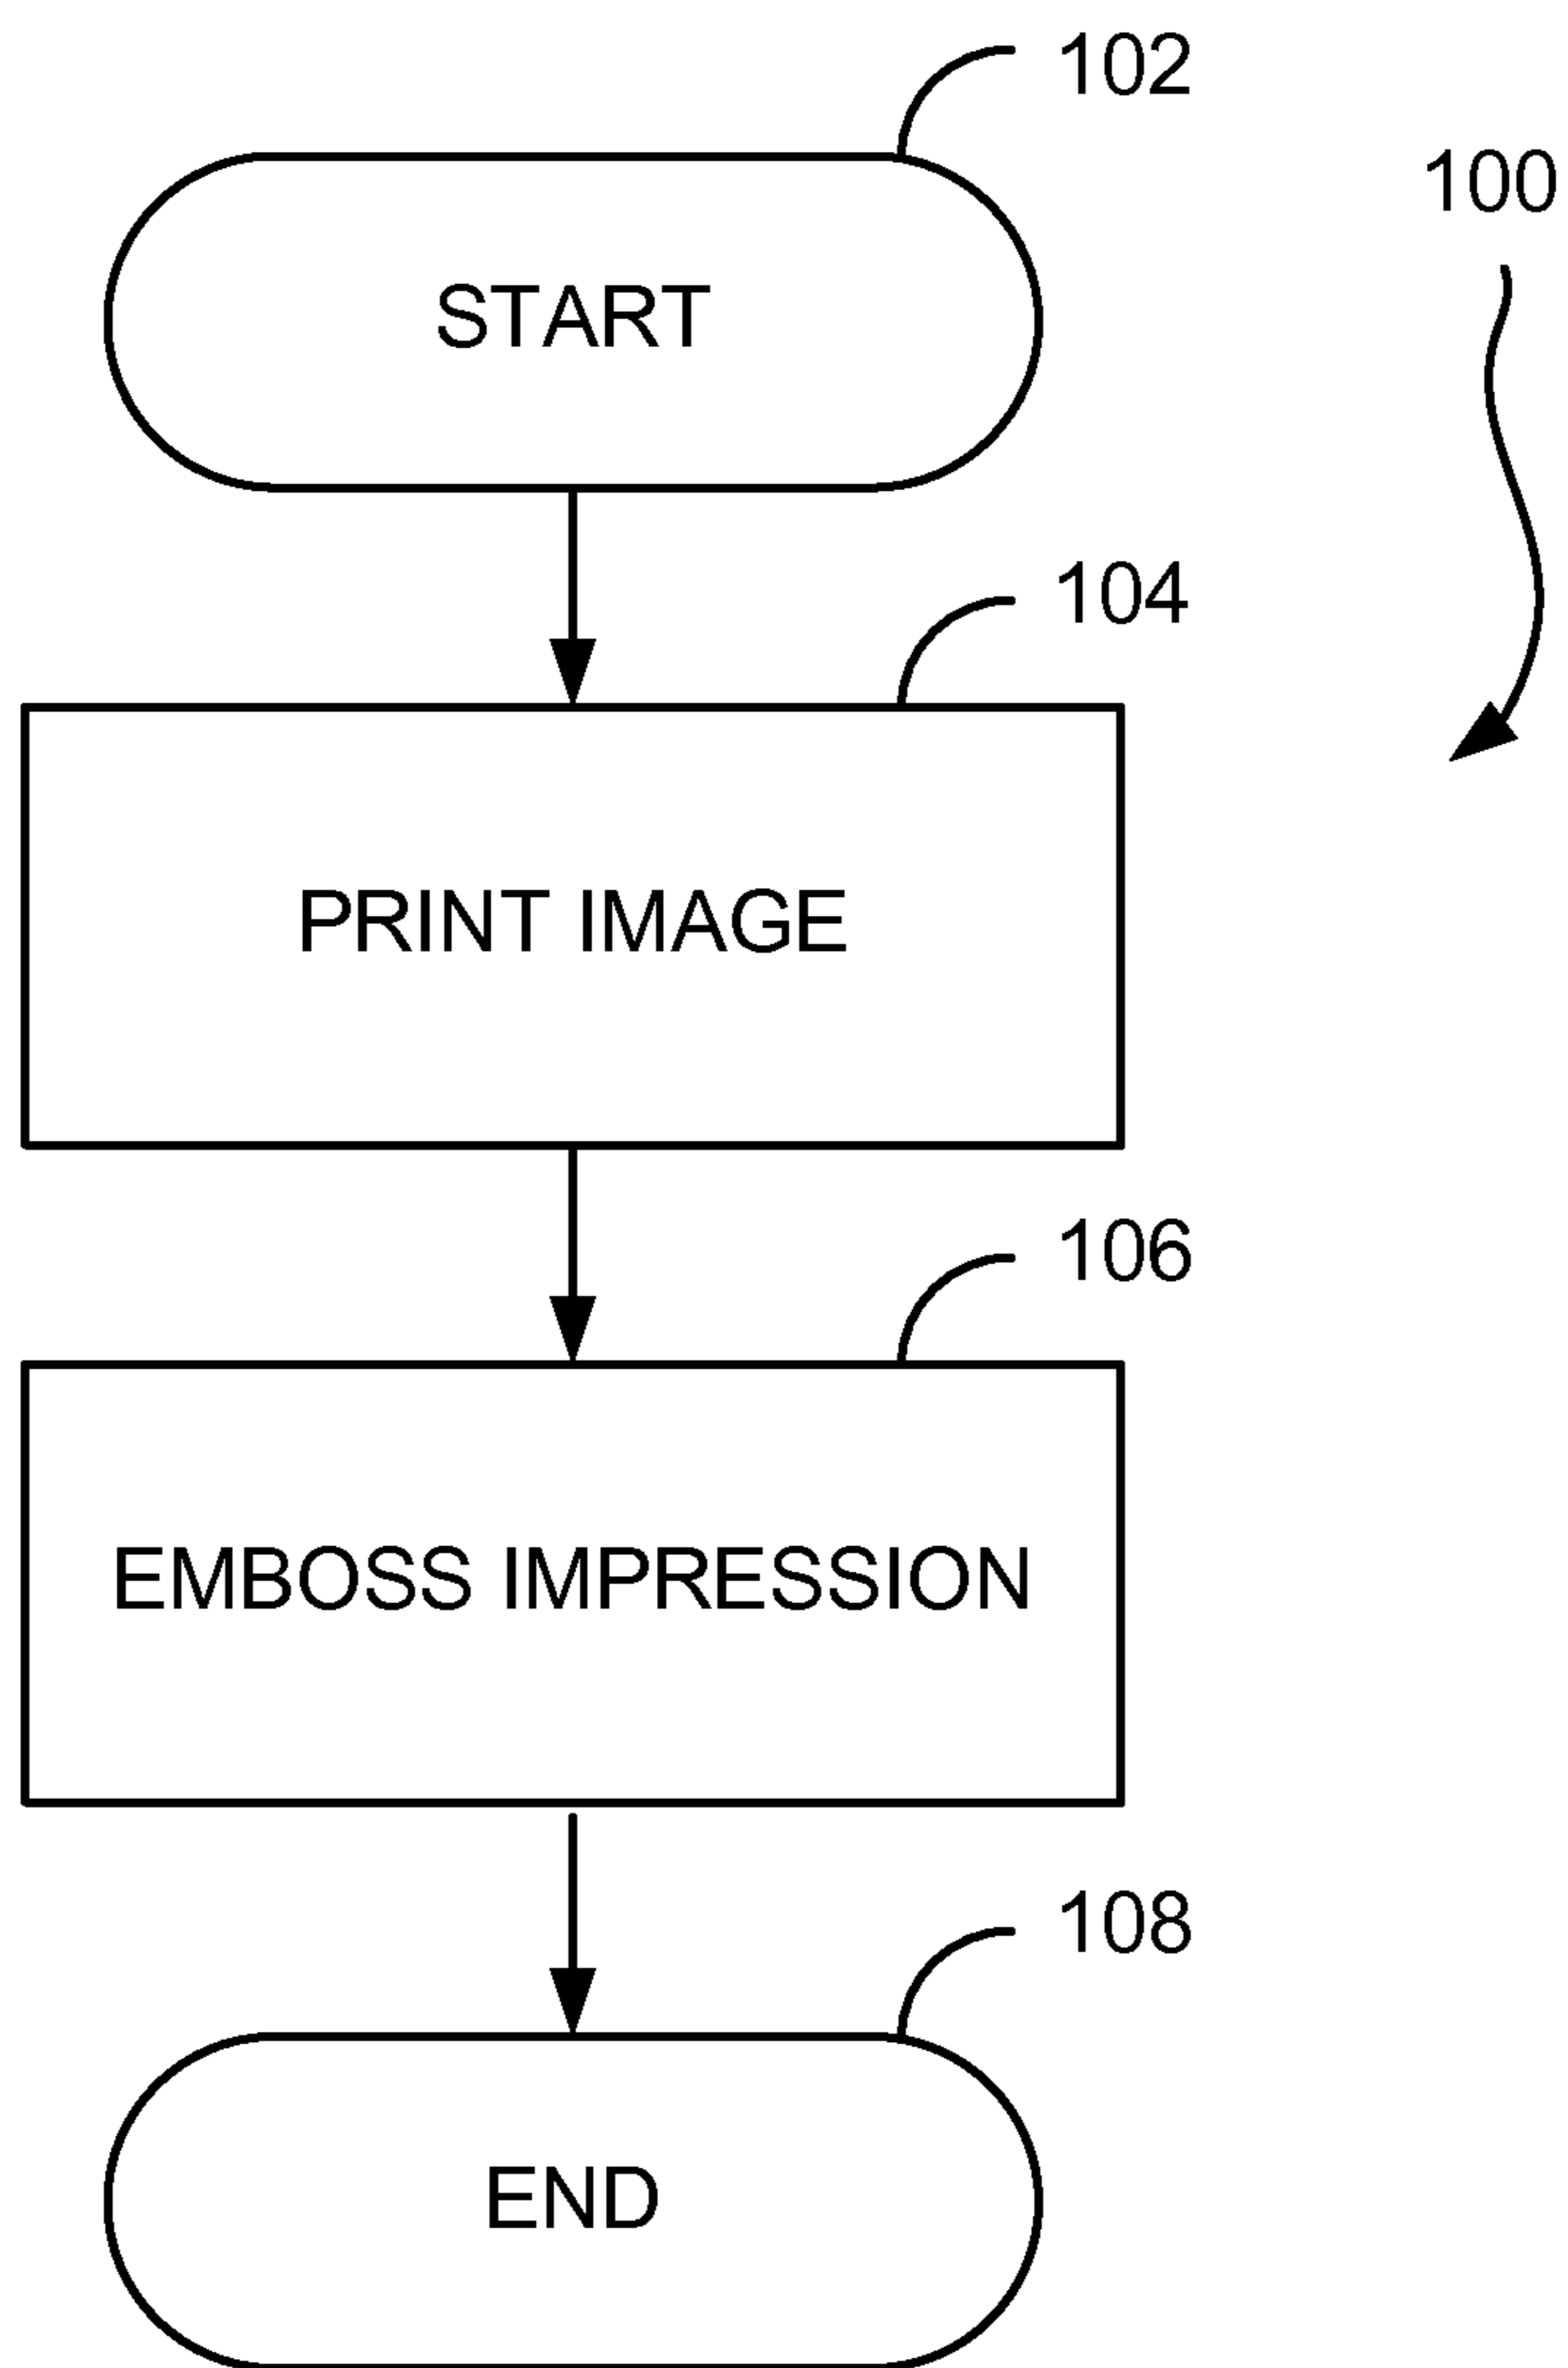 102
100
START
104
PRINT IMAGE
106
EMBOSS IMPRESSION
108
END